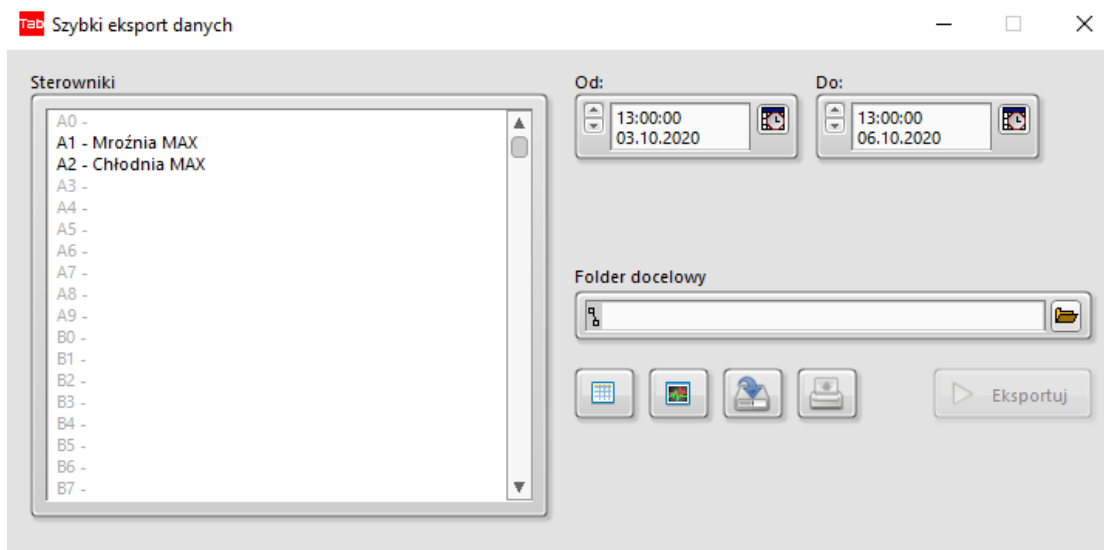 Tab Szybki eksport danych
Sterowniki
A0 -
A1 - Mroźnia MAX
A2 - Chłodnia MAX
A3 -
A4 -
A5 -
A6 -
A7 -
A8 -
A9 -
B0 -
B1 -
B2 -
B3 -
B4 -
B5 -
B6 -
B7 -
Od:
13:00:00
03.10.2020
Do:
13:00:00
06.10.2020
Folder docelowy
Eksportuj